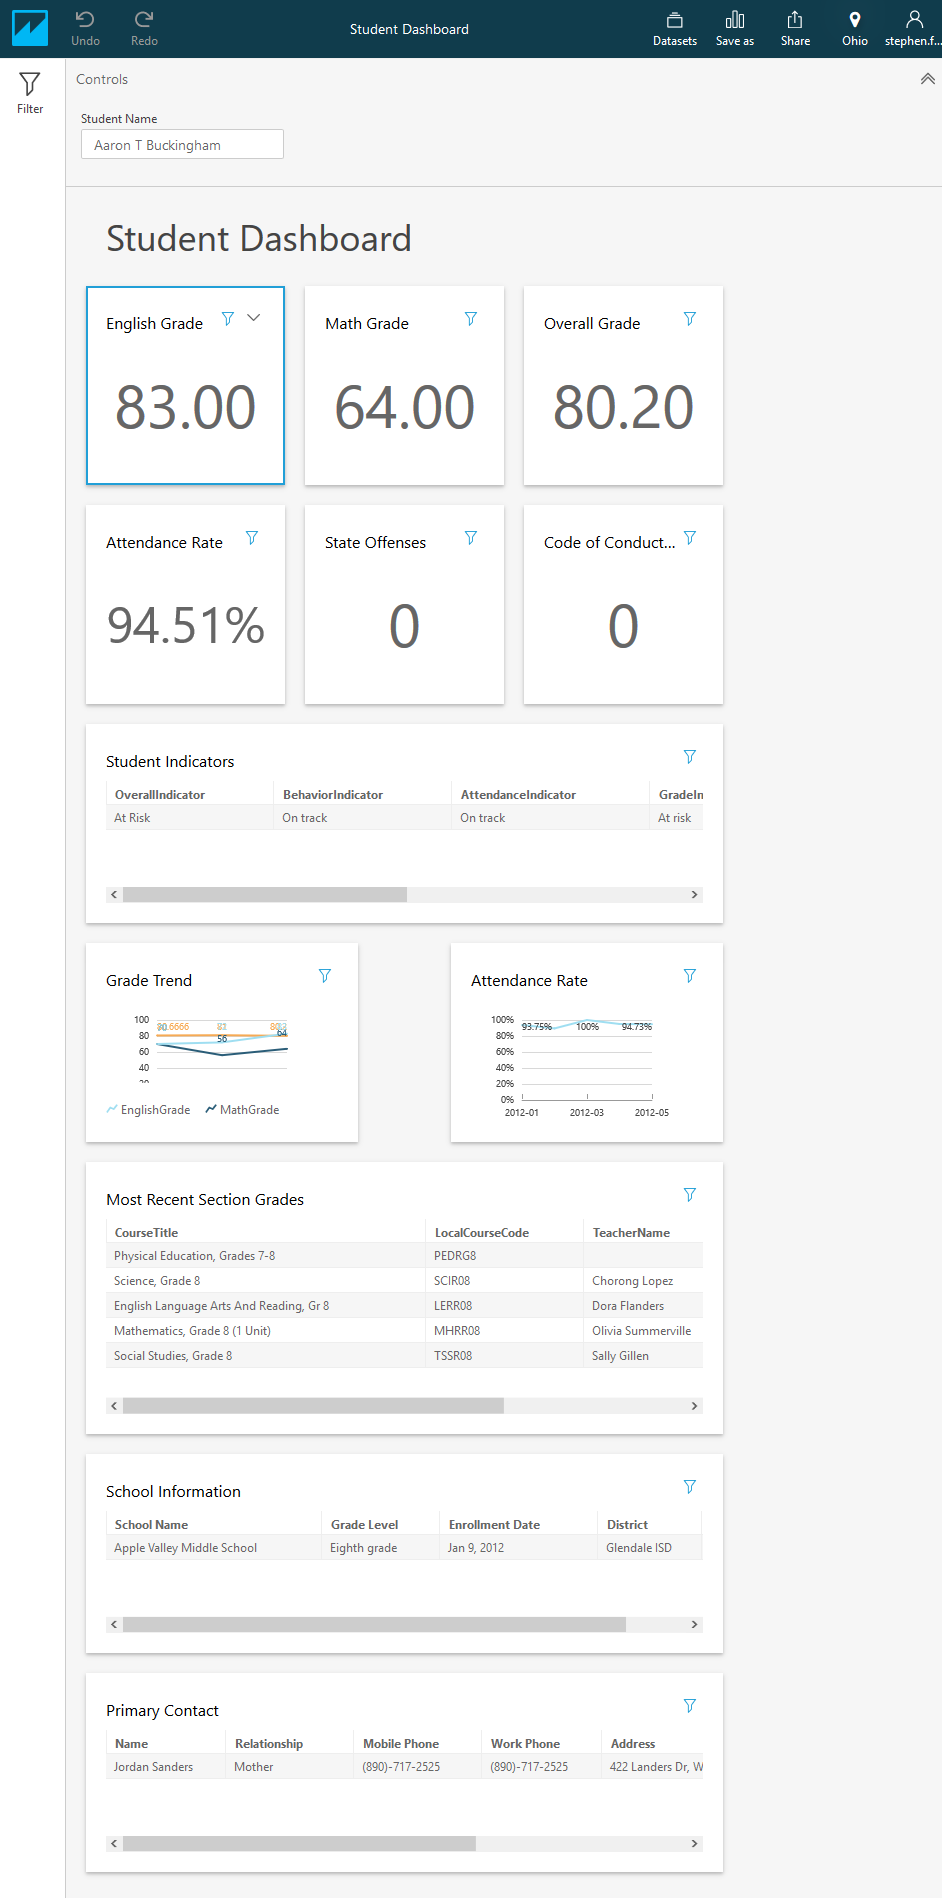 Undo
Redo
Student Dashboard
Datasets
Save as
Share
Ohio
stephen.f...
Filter
Controls
Student Name
Aaron T Buckingham
Student Dashboard
English Grade
Math Grade
Overall Grade
83.00
64.00
80.20
Attendance Rate
State Offenses
Code of Conduct...
94.51%
0
0
Student Indicators
OverallIndicator BehaviorIndicator AttendanceIndicator GradeIn
At Risk On track On track At risk
Grade Trend
100
80
60
40
56
64
EnglishGrade MathGrade
Attendance Rate
100%
80%
60%
40%
20%
0%
93.75% 100% 94.73%
2012-01 2012-03 2012-05
Most Recent Section Grades
CourseTitle LocalCourseCode TeacherName
Physical Education, Grades 7-8 PEDRG8
Science, Grade 8 SCIR08 Chorong Lopez
English Language Arts And Reading, Gr 8 LERR08 Dora Flanders
Mathematics, Grade 8 (1 Unit) MHRR08 Olivia Summerville
Social Studies, Grade 8 TSSR08 Sally Gillen
School Information
School Name Grade Level Enrollment Date District
Apple Valley Middle School Eighth grade Jan 9, 2012 Glendale ISD
Primary Contact
Name Relationship Mobile Phone Work Phone Address
Jordan Sanders Mother (890)-717-2525 (890)-717-2525 422 Landers Dr, W